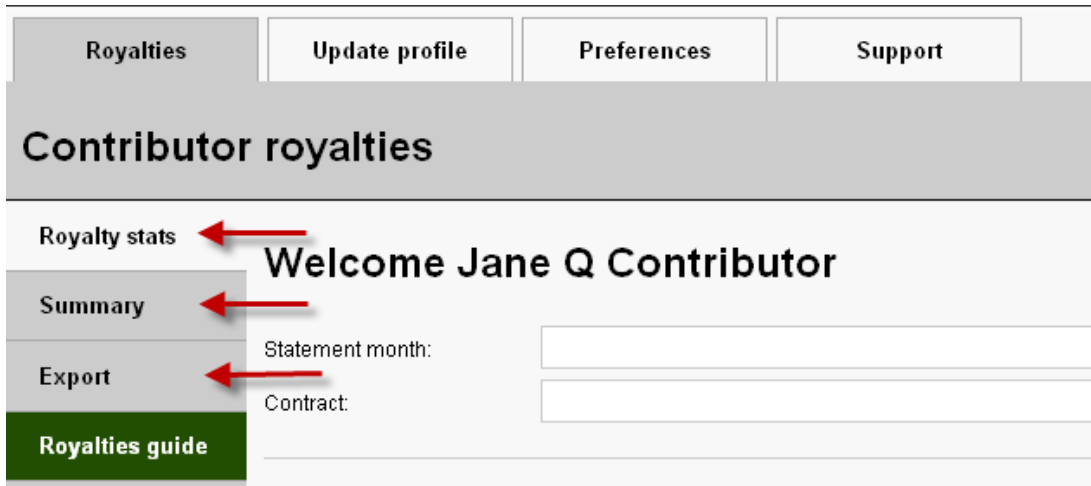 Royalties Update profile Preferences Support
Contributor royalties
Royalty stats
Welcome Jane Q Contributor
Summary
Statement month:
Export
Contract:
Royalties guide